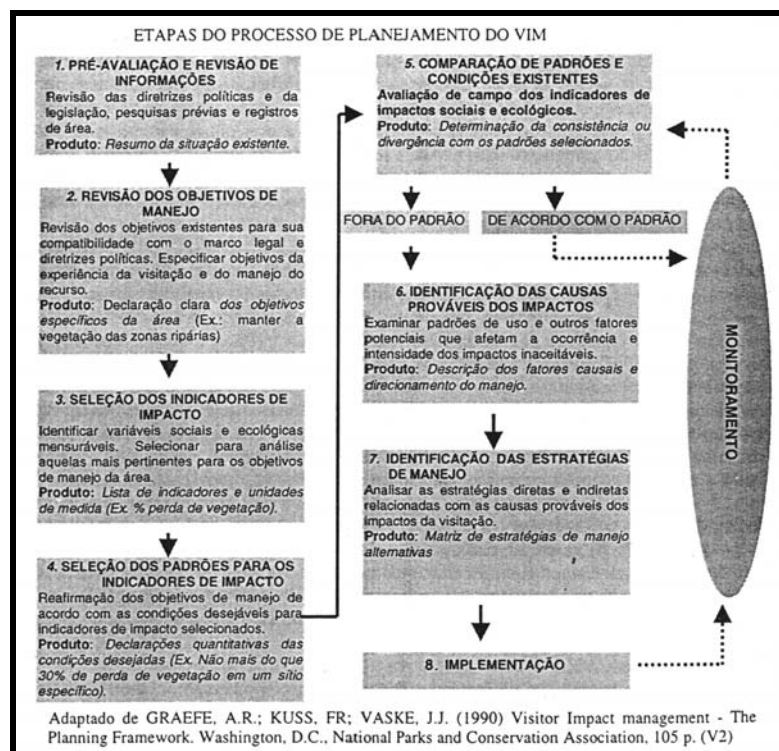 ETAPAS DO PROCESSO DE PLANEJAMENTO DO VIM
1. PRÉ-AVALIAÇÃO E REVISÃO DE
INFORMAÇÕES
Revisão das diretrizes políticas e da
legislação, pesquisas prévias e registros
de área.
Produto: Resumo da situação existente.
2. REVISÃO DOS OBJETIVOS DE
MANEJO
Revisão dos objetivos existentes para sua
compatibilidade com o marco legal e
diretrizes políticas. Especificar objetivos da
experiência da visitação e do manejo do
recurso.
Produto: Declaração clara dos objetivos
específicos da área (Ex.: manter a
vegetação das zonas ripárias)
3. SELEÇÃO DOS INDICADORES DE
IMPACTO
Identificar variáveis sociais e ecológicas
mensuráveis. Selecionar para análise
aquelas mais pertinentes para os objetivos
de manejo da área.
Produto: Lista de indicadores e unidades
de medida (Ex. % perda de vegetação).
4. SELEÇÃO DOS PADRÕES PARA OS
INDICADORES DE IMPACTO
Reafirmação dos objetivos de manejo de
acordo com as condições desejáveis para
indicadores de impacto selecionados.
Produto: Declarações quantitativas das
condições desejadas (Ex. Não mais do que
30% de perda de vegetação em um sítio
específico).
5. COMPARAÇÃO DE PADRÕES E
CONDIÇÕES EXISTENTES
Avaliação de campo dos indicadores de
impactos sociais e ecológicos.
Produto: Determinação da consistência ou
divergência com os padrões selecionados.
FORA DO PADRÃO
DE ACORDO COM O PADRÃO
6. IDENTIFICAÇÃO DAS CAUSAS
PROVÁVEIS DOS IMPACTOS
Examinar padrões de uso e outros fatores
potenciais que afetam a ocorrência e
intensidade dos impactos inaceitáveis.
Produto: Descrição dos fatores causais e
direcionamento do manejo.
7. IDENTIFICAÇÃO DAS ESTRATÉGIAS
DE MANEJO
Analisar as estratégias diretas e indiretas
relacionadas com as causas prováveis dos
impactos da visitação.
Produto: Matriz de estratégias de manejo
alternativas
8. IMPLEMENTAÇÃO
MONITORAMENTO
Adaptado de GRAEFE, A.R.; KUSS, FR; VASKE, J.J. (1990) Visitor Impact management - The
Planning Framework. Washington, D.C., National Parks and Conservation Association, 105 p. (V2)